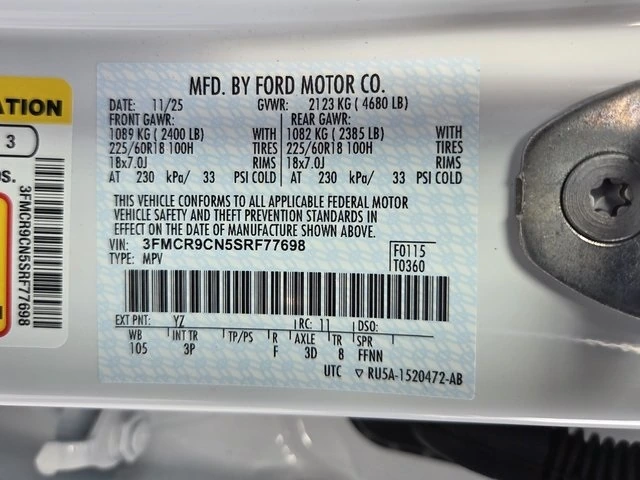 MFD. BY FORD MOTOR CO.
DATE: 11/25 GVWR: 2123 KG ( 4680 LB)
FRONT GAWR: REAR GAWR:
1089 KG ( 2400 LB) WITH 1082 KG ( 2385 LB) WITH
225/60R18 100H TIRES 225/60R18 100H TIRES
18x7.0J RIMS 18x7.0J RIMS
AT 230 kPa/ 33 PSI COLD AT 230 kPa/ 33 PSI COLD
THIS VEHICLE CONFORMS TO ALL APPLICABLE FEDERAL MOTOR
VEHICLE SAFETY AND THEFT PREVENTION STANDARDS IN
EFFECT ON THE DATE OF MANUFACTURE SHOWN ABOVE.
VIN: 3FMCR9CN5SRF77698 F0115
TYPE: MPV T0360
EXT PNT: YZ RC: 11 DSO:
WB INT TR TP/PS R AXLE TR SPR
105 3P F 3D 8 FFNN
UTC RU5A-1520472-AB
ATION
3
OS.
3FMCR9CN5SRF77698